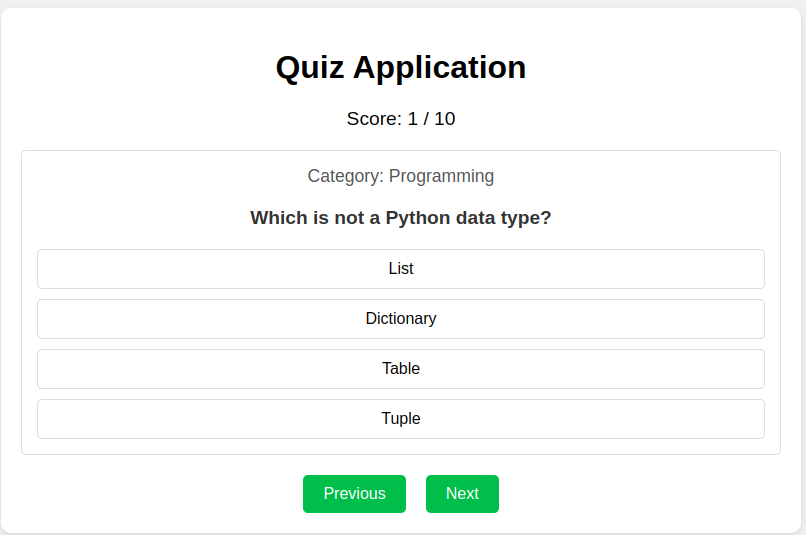 Quiz Application
Score: 1 / 10
Category: Programming
Which is not a Python data type?
List
Dictionary
Table
Tuple
Previous Next